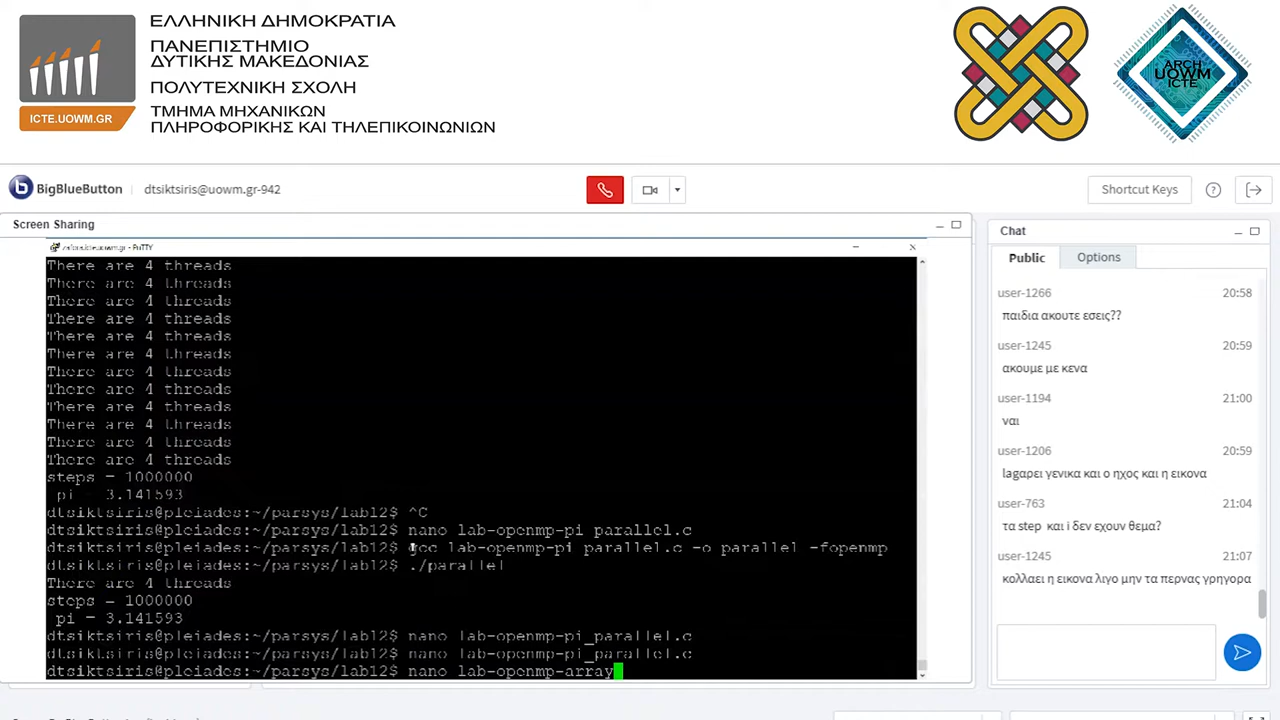 ΕΛΛΗΝΙΚΗ ΔΗΜΟΚΡΑΤΙΑ
ΠΑΝΕΠΙΣΤΗΜΙΟ
ΔΥΤΙΚΗΣ ΜΑΚΕΔΟΝΙΑΣ
ΠΟΛΥΤΕΧΝΙΚΗ ΣΧΟΛΗ
ΤΜΗΜΑ ΜΗΧΑΝΙΚΩΝ
ΠΛΗΡΟΦΟΡΙΚΗΣ ΚΑΙ ΤΗΛΕΠΙΚΟΙΝΩΝΙΩΝ
ICTE.UOWM.GR
ARCH
UOWM
ICTE
BigBlueButton
dtsiktsiris@uowm.gr-942
Shortcut Keys
Screen Sharing
PuTTY
There are 4 threads
There are 4 threads
There are 4 threads
There are 4 threads
There are 4 threads
There are 4 threads
There are 4 threads
There are 4 threads
There are 4 threads
There are 4 threads
There are 4 threads
There are 4 threads
steps = 1000000
pi = 3.141593
dtsiktsiris@pleiades:~/parsys/lab12$ ^C
dtsiktsiris@pleiades:~/parsys/lab12$ nano lab-openmp-pi parallel.c
dtsiktsiris@pleiades:~/parsys/lab12$ gcc lab-openmp-pi parallel.c -o parallel -fopenmp
dtsiktsiris@pleiades:~/parsys/lab12$ ./parallel
There are 4 threads
steps = 1000000
pi = 3.141593
dtsiktsiris@pleiades:~/parsys/lab12$ nano lab-openmp-pi_parallel.c
dtsiktsiris@pleiades:~/parsys/lab12$ nano lab-openmp-pi_parallel.c
dtsiktsiris@pleiades:~/parsys/lab12$ nano lab-openmp-array
Chat
Public
Options
user-1266 20:58
παιδια ακουτε εσεις??
user-1245 20:59
ακουμε με κενα
user-1194 21:00
ναι
user-1206 20:59
lagαρει γενικα και ο ηχος και η εικονα
user-763 21:04
τα step και i δεν εχουν θεμα?
user-1245 21:07
κολλαει η εικονα λιγο μην τα περνας γρηγορα